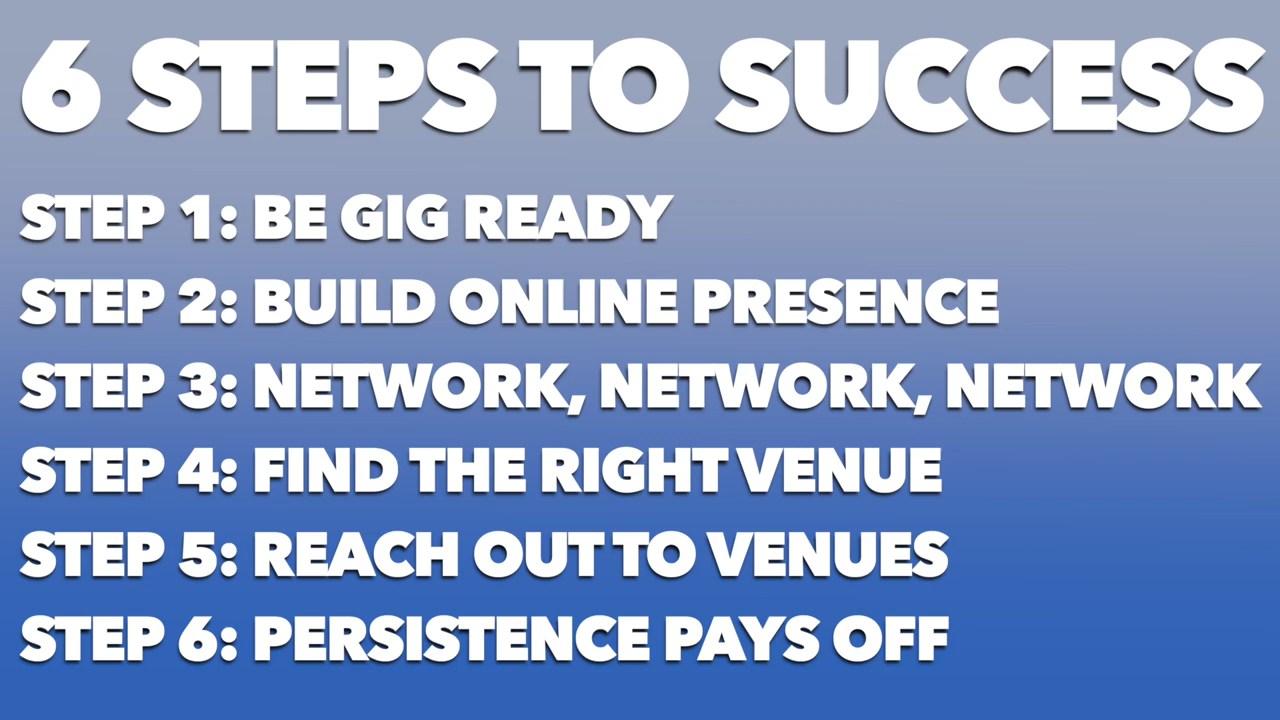 6 STEPS TO SUCCESS
STEP 1: BE GIG READY
STEP 2: BUILD ONLINE PRESENCE
STEP 3: NETWORK, NETWORK, NETWORK
STEP 4: FIND THE RIGHT VENUE
STEP 5: REACH OUT TO VENUES
STEP 6: PERSISTENCE PAYS OFF